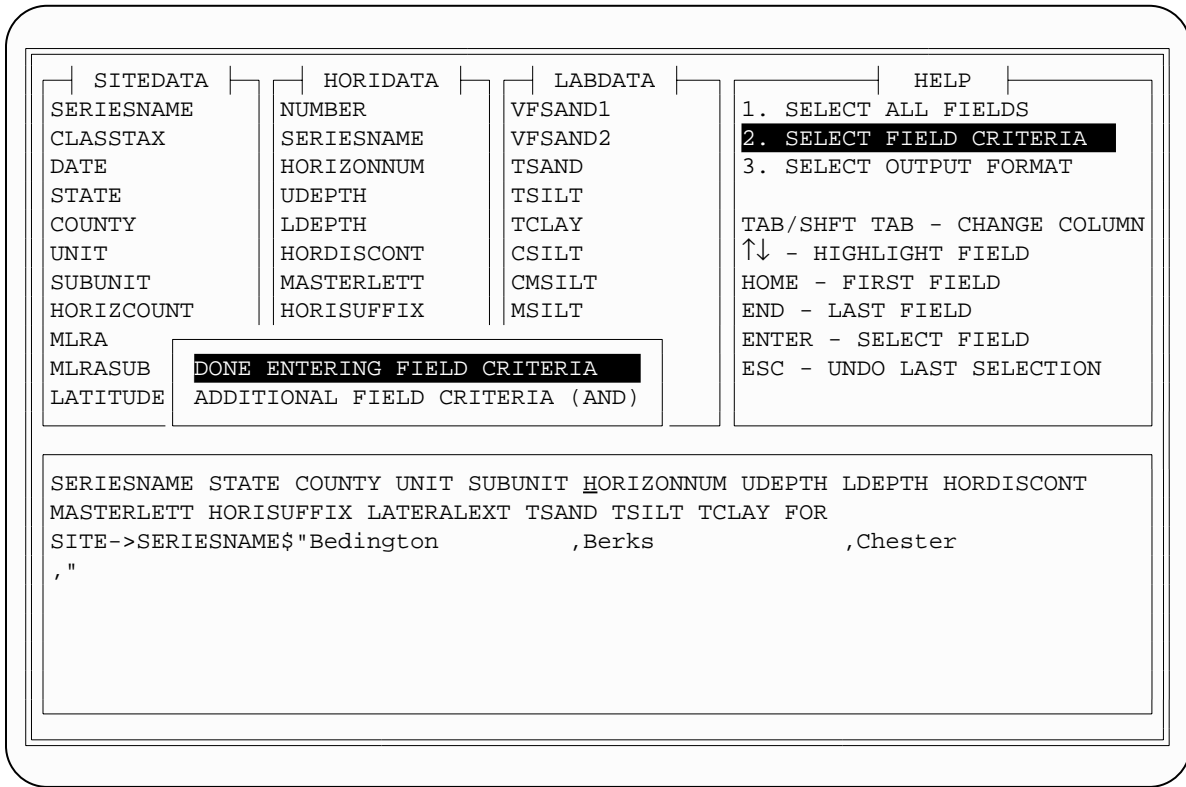 SITEDATA
SERIESNAME
CLASSTAX
DATE
STATE
COUNTY
UNIT
SUBUNIT
HORIZCOUNT
MLRA
MLRASUB
LATITUDE
HORIDATA
NUMBER
SERIESNAME
HORIZONNUM
UDEPTH
LDEPTH
HORDISCONT
MASTERLETT
HORISUFFIX
LABDATA
VFSAND1
VFSAND2
TSAND
TSILT
TCLAY
CSILT
CMSILT
MSILT
DONE ENTERING FIELD CRITERIA
ADDITIONAL FIELD CRITERIA (AND)
HELP
1. SELECT ALL FIELDS
2. SELECT FIELD CRITERIA
3. SELECT OUTPUT FORMAT
TAB/SHFT TAB - CHANGE COLUMN
↑↓ - HIGHLIGHT FIELD
HOME - FIRST FIELD
END - LAST FIELD
ENTER - SELECT FIELD
ESC - UNDO LAST SELECTION
SERIESNAME STATE COUNTY UNIT SUBUNIT HORIZONNUM UDEPTH LDEPTH HORDISCONT
MASTERLETT HORISUFFIX LATERALEXT TSAND TSILT TCLAY FOR
SITE->SERIESNAME$"Bedington ,Berks ,Chester
,"